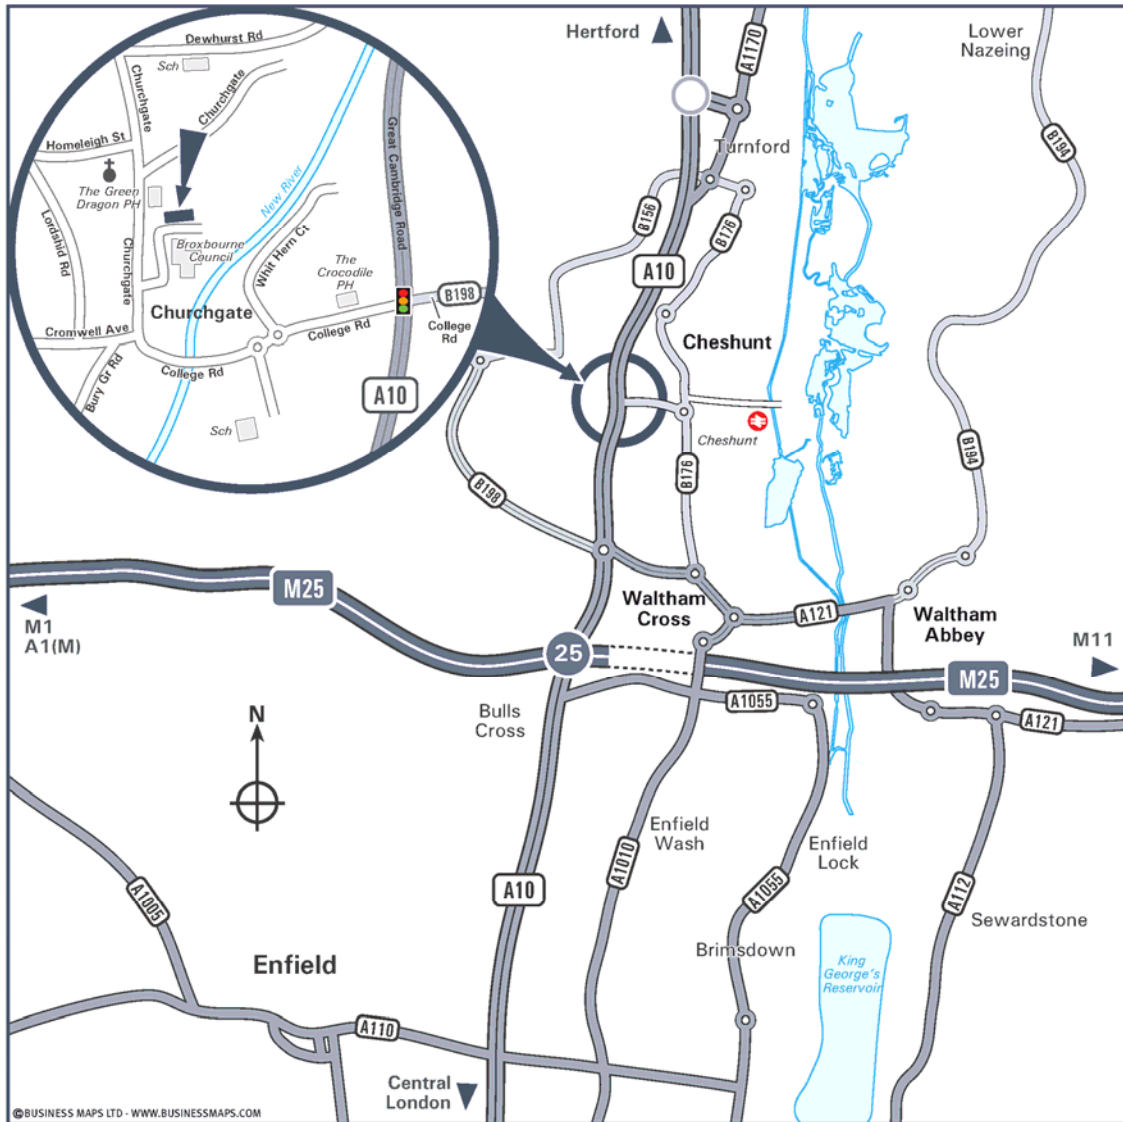 Dewhurst Rd
Sch
Churchgate
Churchgate
Homeleigh St
The Green
Dragon PH
Lordshid Rd
Churchgate
Broxbourne
Council
New River
Whit Hern Ct
Great Cambridge Road
The
Crocodile
PH
B198
College
Rd
College Rd
Churchgate
Cromwell Ave
Bury Gr Rd
College Rd
Sch
A10
Hertford
A1170
Lower
Nazeing
Turnford
B194
B156
B176
A10
Cheshunt
Cheshunt
B176
B194
B198
M25
M1
A1(M)
Waltham
Cross
A121
Waltham
Abbey
M11
25
M25
A1055
A121
Bulls
Cross
N
Enfield
Wash
Enfield
Lock
A1010
A1055
A112
A10
A1005
Sewardstone
Brimsdown
Enfield
King
George's
Reservoir
A110
Central
London
©BUSINESS MAPS LTD - WWW.BUSINESSMAPS.COM